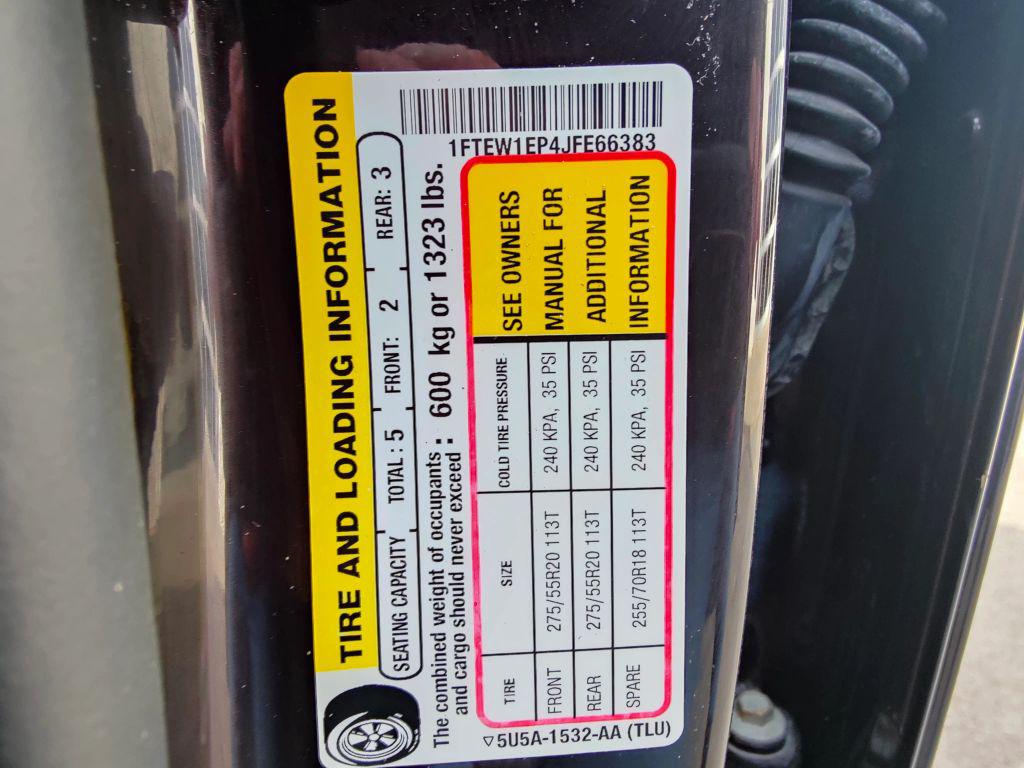 TIRE AND LOADING INFORMATION
SEATING CAPACITY TOTAL : 5 FRONT: 2 REAR: 3
The combined weight of occupants
and cargo should never exceed : 600 kg or 1323 lbs.
TIRE SIZE COLD TIRE PRESSURE
FRONT 275/55R20 113T 240 KPA, 35 PSI
REAR 275/55R20 113T 240 KPA, 35 PSI
SPARE 255/70R18 113T 240 KPA, 35 PSI
SEE OWNERS
MANUAL FOR
ADDITIONAL
INFORMATION
5U5A-1532-AA (TLU)
1FTEW1EP4JFE66383